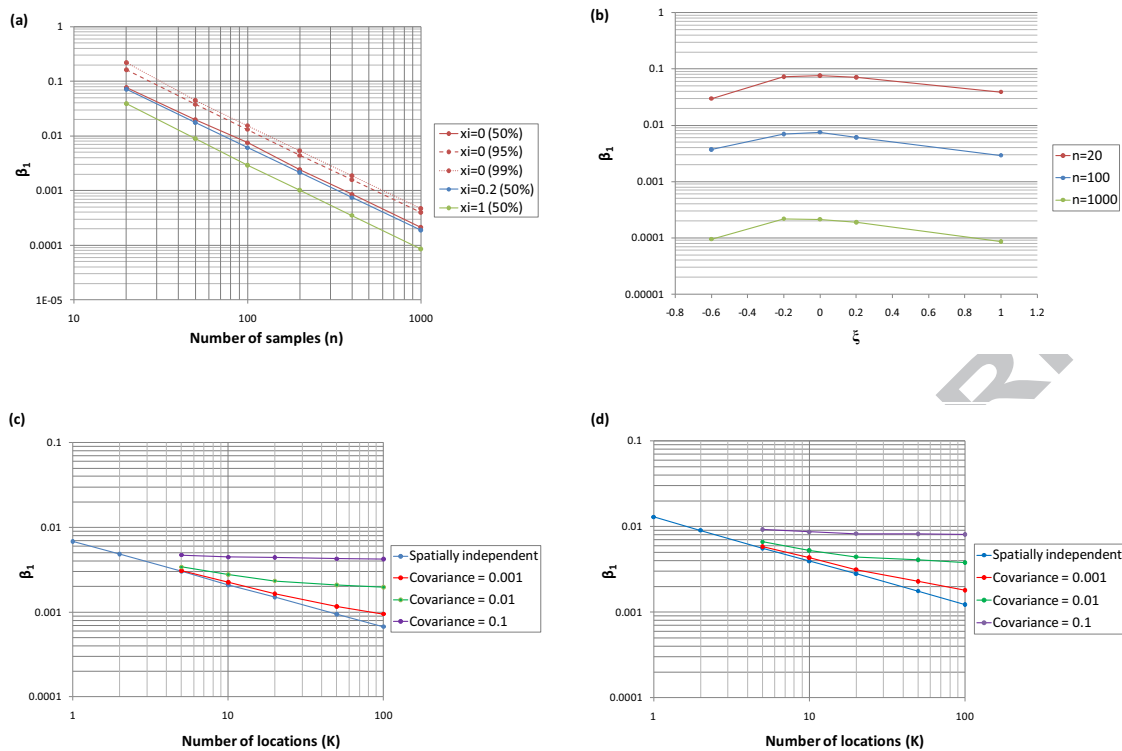 (a)
1
0.1
0.01
0.001
0.0001
1E-05
10
100
1000
β1
Number of samples (n)
xi=0 (50%)
xi=0 (95%)
xi=0 (99%)
xi=0.2 (50%)
xi=1 (50%)
(b)
1
0.1
0.01
0.001
0.0001
0.00001
-0.8
-0.6
-0.4
-0.2
0
0.2
0.4
0.6
0.8
1
1.2
β1
ξ
n=20
n=100
n=1000
(c)
0.1
0.01
0.001
0.0001
1
10
100
β1
Number of locations (K)
Spatially independent
Covariance = 0.001
Covariance = 0.01
Covariance = 0.1
(d)
0.1
0.01
0.001
0.0001
1
10
100
β1
Number of locations (K)
Spatially independent
Covariance = 0.001
Covariance = 0.01
Covariance = 0.1